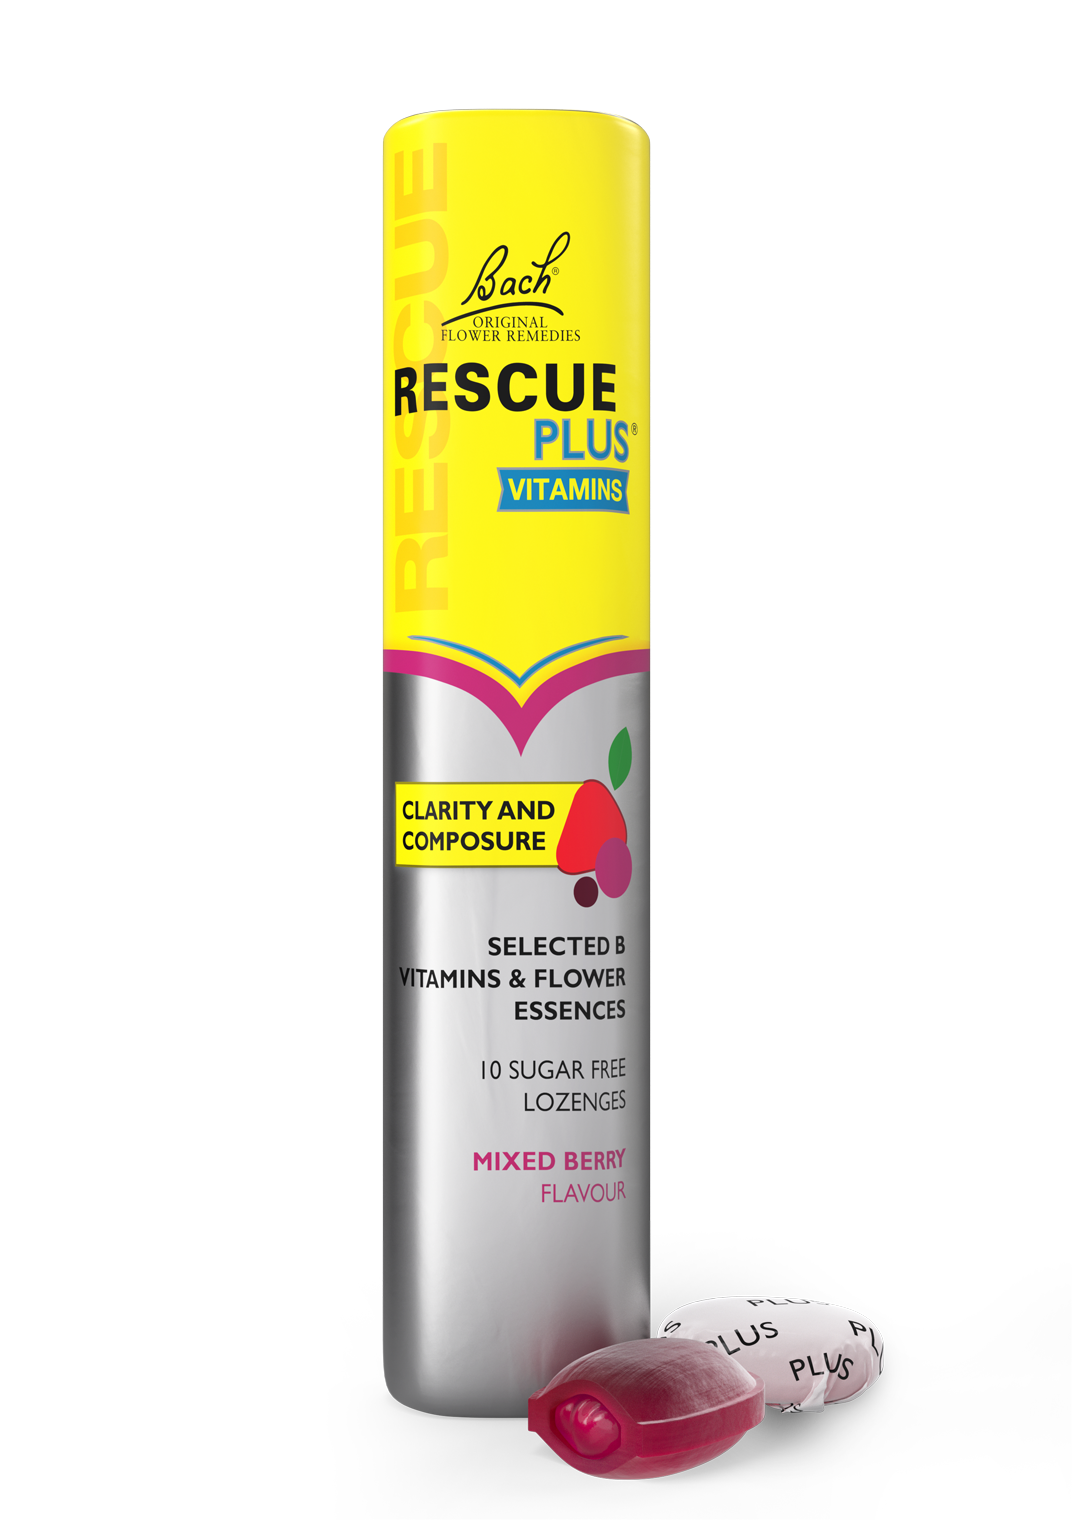 RESCUE
Bach®
ORIGINAL
FLOWER REMEDIES
RESCUE
PLUS®
VITAMINS
CLARITY AND
COMPOSURE
SELECTED B
VITAMINS & FLOWER
ESSENCES
10 SUGAR FREE
LOZENGES
MIXED BERRY
FLAVOUR
PLUS
PLUS
PLUS